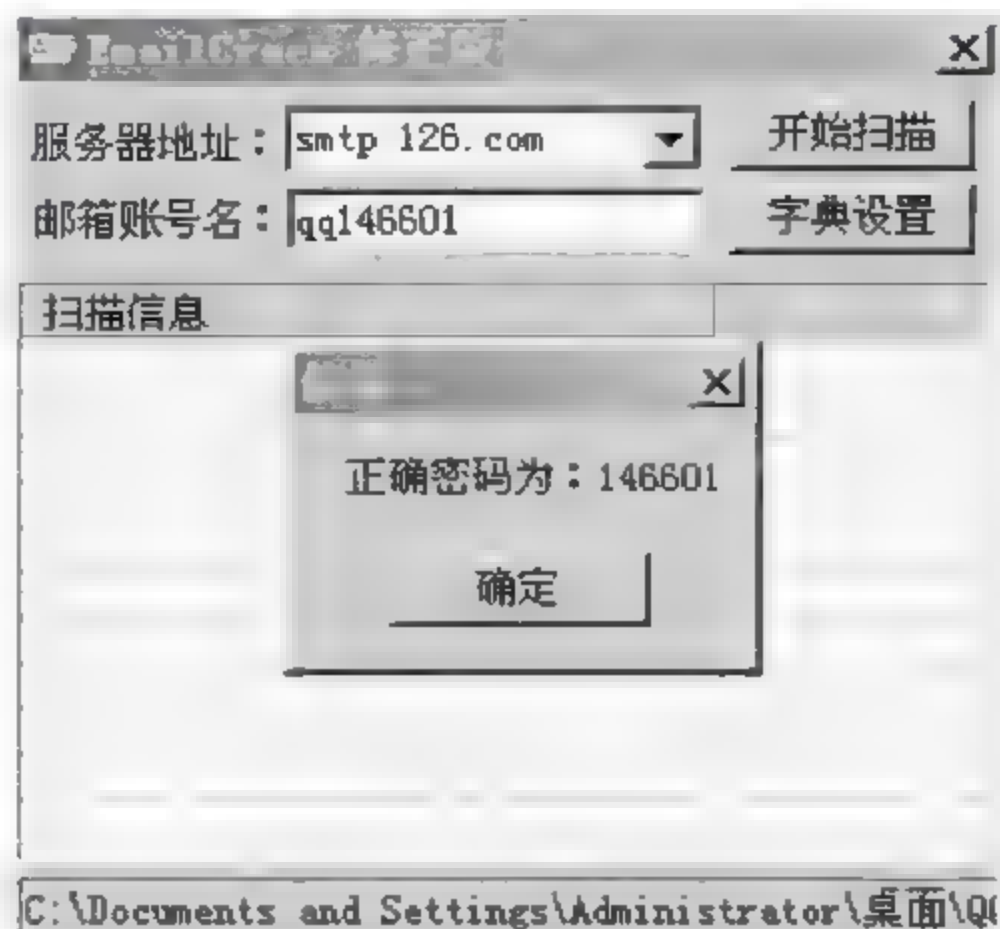 服务器地址： smtp 126.com 开始扫描
邮箱账号名： qq146601 字典设置
扫描信息
正确密码为：146601
确定
C:\Documents and Settings\Administrator\桌面\Q